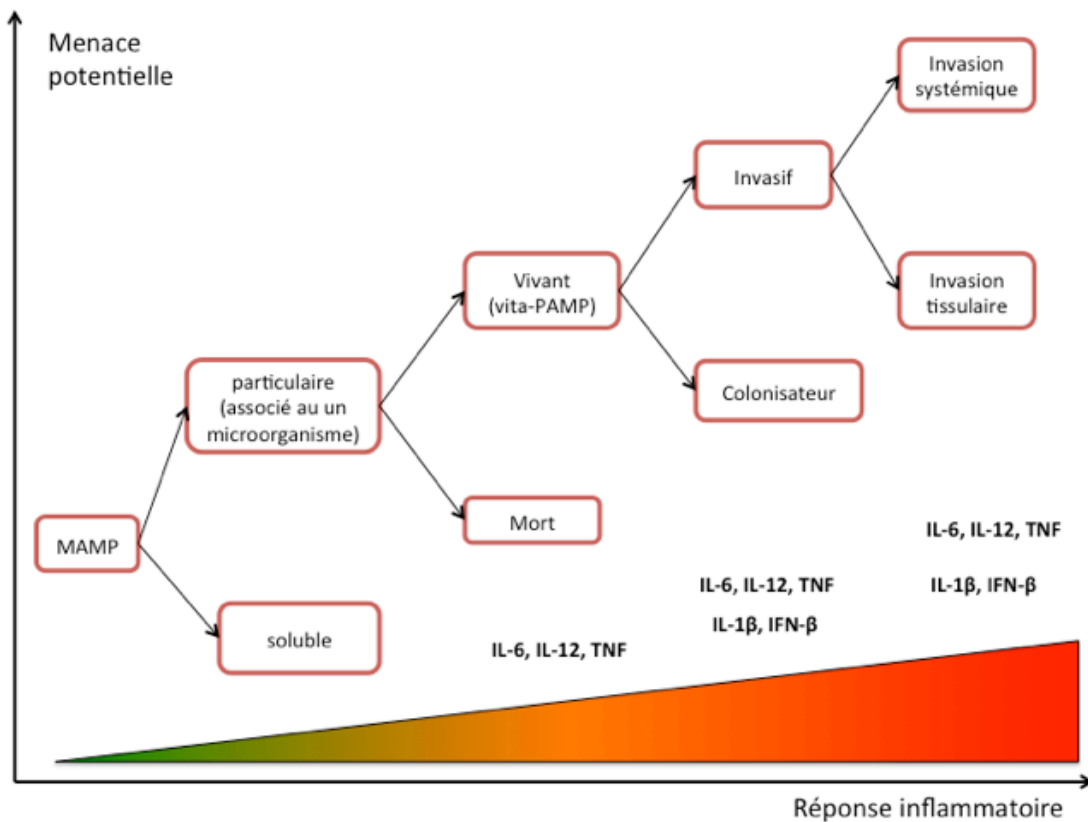 Menace
potentielle
Invasion
systémique
Invasif
Vivant
(vita-PAMP)
Invasion
tissulaire
particulaire
(associé au un
microorganisme)
Colonisateur
MAMP
Mort
soluble
IL-6, IL-12, TNF
IL-6, IL-12, TNF
IL-1β, IFN-β
IL-6, IL-12, TNF
IL-1β, IFN-β
Réponse inflammatoire